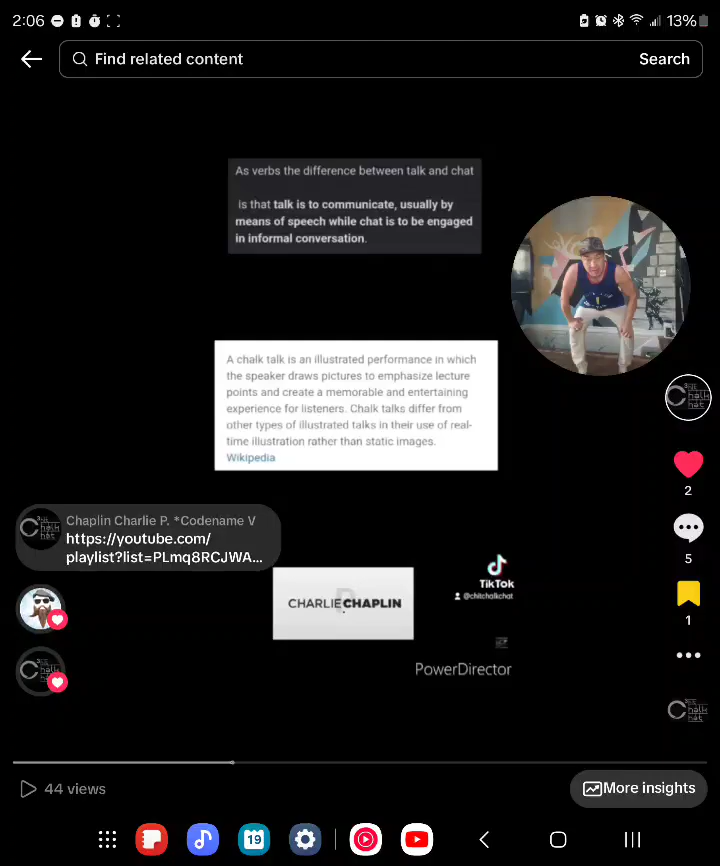 2:06
13%
Find related content
Search
As verbs the difference between talk and chat
is that talk is to communicate, usually by
means of speech while chat is to be engaged
in informal conversation.
A chalk talk is an illustrated performance in which
the speaker draws pictures to emphasize lecture
points and create a memorable and entertaining
experience for listeners. Chalk talks differ from
other types of illustrated talks in their use of real-
time illustration rather than static images.
Wikipedia
2
5
1
Chaplin Charlie P. *Codename V
https://youtube.com/
playlist?list=PLmq8RCJWA...
CHARLIE CHAPLIN
TikTok
@chitchalkchat
PowerDirector
44 views
More insights
19